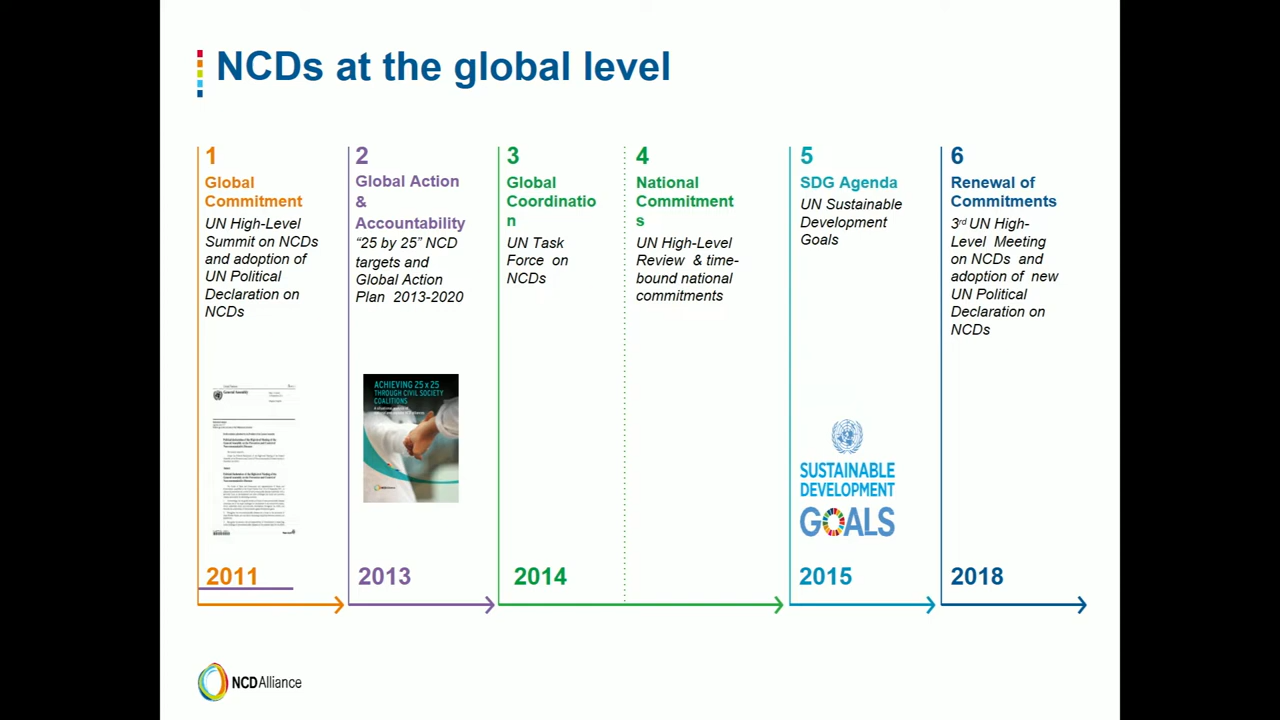 NCDs at the global level
1
Global
Commitment
UN High-Level
Summit on NCDs
and adoption of
UN Political
Declaration on
NCDs
2011
2
Global Action
&
Accountability
“25 by 25” NCD
targets and
Global Action
Plan 2013-2020
ACHIEVING 25 x 25
THROUGH CIVIL SOCIETY
COALITIONS
2013
3
Global
Coordinatio
n
UN Task
Force on
NCDs
2014
4
National
Commitment
s
UN High-Level
Review & time-
bound national
commitments
5
SDG Agenda
UN Sustainable
Development
Goals
SUSTAINABLE
DEVELOPMENT
GOALS
2015
6
Renewal of
Commitments
3rd UN High-
Level Meeting
on NCDs and
adoption of new
UN Political
Declaration on
NCDs
2018
NCDAlliance